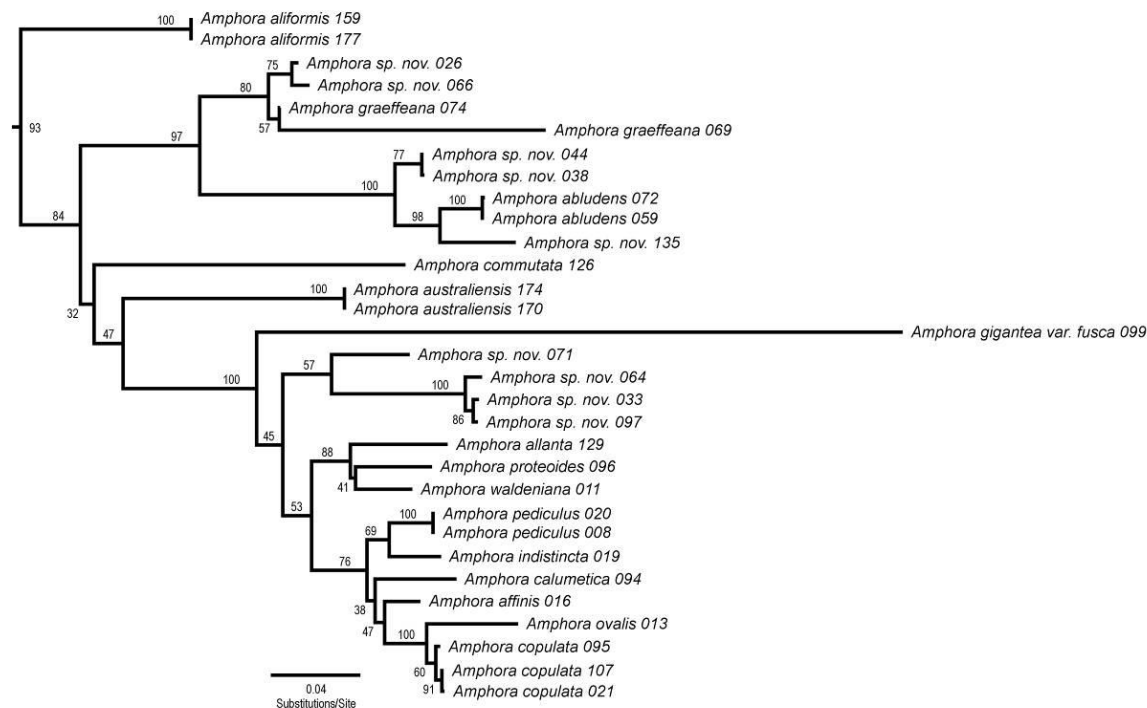 100
Amphora aliformis 159
Amphora aliformis 177
75
Amphora sp. nov. 026
80
Amphora sp. nov. 066
Amphora graeffeana 074
93
57
Amphora graeffeana 069
97
77
Amphora sp. nov. 044
Amphora sp. nov. 038
100
100
Amphora abludens 072
84
98
Amphora abludens 059
Amphora sp. nov. 135
Amphora commutata 126
100
Amphora australiensis 174
32
Amphora australiensis 170
47
Amphora gigantea var. fusca 099
Amphora sp. nov. 071
100
57
Amphora sp. nov. 064
100
Amphora sp. nov. 033
86
Amphora sp. nov. 097
45
Amphora allanta 129
88
Amphora proteoides 096
41
Amphora waldeniana 011
53
100
Amphora pediculus 020
69
Amphora pediculus 008
Amphora indistincta 019
76
Amphora calumetica 094
38
Amphora affinis 016
47
Amphora ovalis 013
100
Amphora copulata 095
60
Amphora copulata 107
91
Amphora copulata 021
0.04
Substitutions/Site